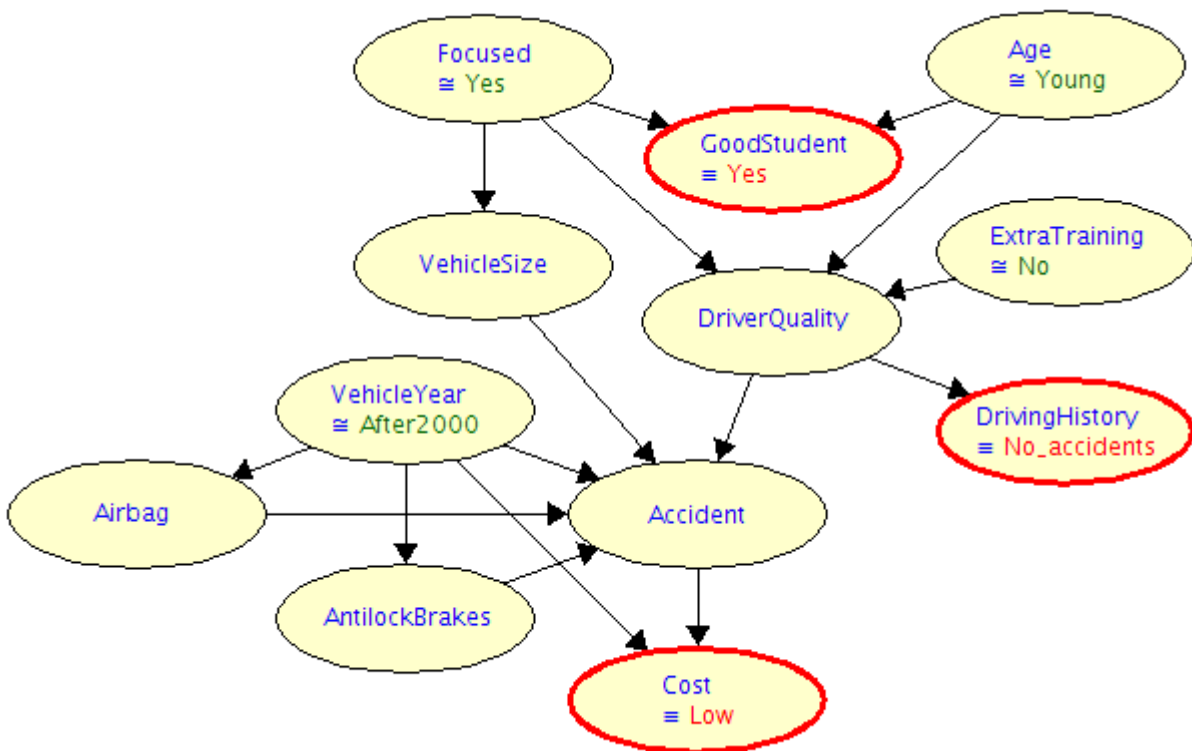 Focused
≅ Yes
Age
≅ Young
GoodStudent
≡ Yes
VehicleSize
ExtraTraining
≅ No
DriverQuality
VehicleYear
≅ After2000
DrivingHistory
≡ No_accidents
Airbag
Accident
AntilockBrakes
Cost
≡ Low